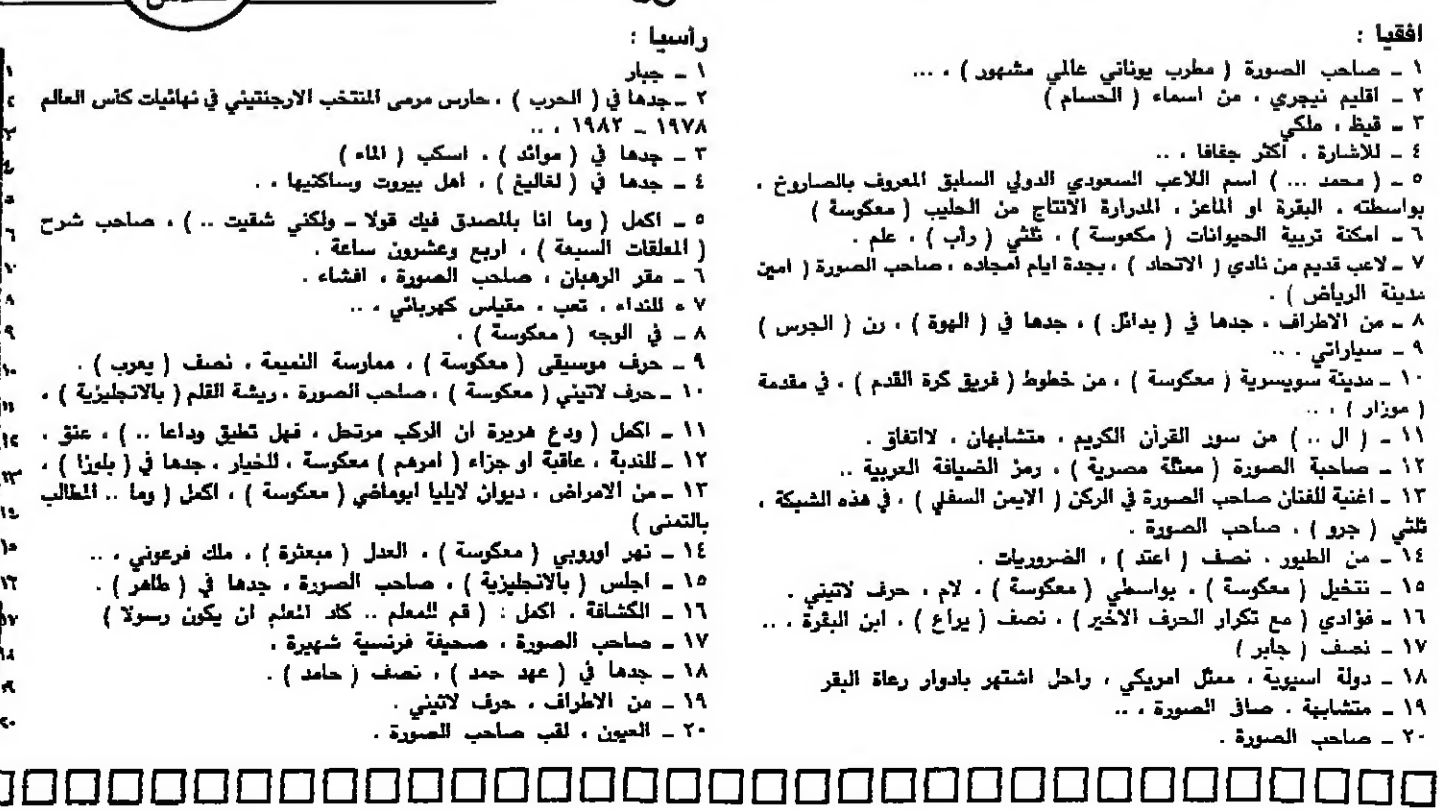 افقيا :
١ ـ صاحب الصورة ( مطرب يوناني عالمي مشهور ) ، ...
٢ ـ اقليم نيجري ، من اسماء ( الحسام )
٣ ـ قيظ ، ملكي
٤ ـ للاشارة ، اكثر جفافا ، ..
٥ ـ ( محمد ... ) اسم اللاعب السعودي الدولي السابق المعروف بالصاروخ ،
بواسطته ، البقرة او الماعز ، المدرارة الانتاج من الحليب ( معكوسة )
٦ ـ امكنة تربية الحيوانات ( مكعوسة ) ، ثلثي ( رأب ) ، علم .
٧ ـ لاعب قديم من نادي ( الاتحاد ) ، بجدة ايام أمجاده ، صاحب الصورة ( امين
مدينة الرياض ) .
٨ ـ من الاطراف ، جدها في ( بدائل ) ، جدها في ( الهوة ) ، رن ( الجرس )
٩ ـ سياراتي . ..
١٠ ـ مدينة سويسرية ( معكوسة ) ، من خطوط ( فريق كرة القدم ) ، في مقدمة
( موزار ) ، ..
١١ ـ ( ال .. ) من سور القرآن الكريم ، متشابهان ، لااتفاق .
١٢ ـ صاحبة الصورة ( ممثلة مصرية ) ، رمز الضيافة العربية ..
١٣ ـ اغنية للفنان صاحب الصورة في الركن ( الايمن السفلي ) ، في هذه الشبكة ،
ثلثي ( جرو ) ، صاحب الصورة .
١٤ ـ من الطيور ، نصف ( اعتد ) ، الضروريات .
١٥ ـ نتخيل ( معكوسة ) ، بواسطي ( معكوسة ) ، لام ، حرف لاتيني .
١٦ ـ فؤادي ( مع تكرار الحرف الاخير ) ، نصف ( يراع ) ، ابن البقرة ، ..
١٧ ـ نصف ( جابر )
١٨ ـ دولة اسيوية ، ممثل امريكي ، راحل اشتهر بادوار رعاة البقر
١٩ ـ متشابهة . صافي الصورة ، ..
٢٠ ـ صاحب الصورة .
راسيا :
١ ـ جبار
٢ ـ جدها في ( الحرب ) ، حارس مرمى المنتخب الارجنتيني في نهائيات كأس العالم
١٩٧٨ ـ ١٩٨٢ ، ..
٣ ـ جدها في ( موائد ) ، اسكب ( الماء )
٤ ـ جدها في ( لغاليغ ) ، اهل بيروت وساكنيها ، .
٥ ـ اكمل ( وما انا بالمصدق فيك قولا ـ ولكني شقيت .. ) ، صاحب شرح
( المعلقات السبعة ) ، اربع وعشرون ساعة .
٦ ـ مقر الرهبان ، صاحب الصورة ، افشاء .
٧ ـ للنداء ، تعب ، مقياس كهربائي ، ..
٨ ـ في الوجه ( معكوسة ) .
٩ ـ حرف موسيقى ( معكوسة ) ، ممارسة النميمة ، نصف ( يعرب ) .
١٠ ـ حرف لاتيني ( معكوسة ) ، صاحب الصورة ، ريشة القلم ( بالانجليزية ) ،
١١ ـ اكمل ( ودع هريرة ان الركب مرتحل ، فهل تطيق وداعا .. ) ، عنق .
١٢ ـ للندبة ، عاقبة او جزاء ( امرهم ) معكوسة ، للخيار ، جدها في ( بلوزا ) ،
١٣ ـ من الامراض ، ديوان لايليا ابوماضي ( معكوسة ) ، اكمل ( وما .. المطالب
بالتمنى )
١٤ ـ نهر اوروبي ( معكوسة ) ، العدل ( مبعثرة ) ، ملك فرعوني ، ..
١٥ ـ اجلس ( بالانجليزية ) ، صاحب الصورة ، جدها في ( طاهر ) .
١٦ ـ الكشافة ، اكمل : ( قم للمعلم .. كاد المعلم ان يكون رسولا )
١٧ ـ صاحب الصورة ، صحيفة فرنسية شهيرة .
١٨ ـ جدها في ( عهد حمد ) ، نصف ( حامد ) .
١٩ ـ من الاطراف ، حرف لاتيني .
٢٠ ـ العيون ، لقب صاحب الصورة .